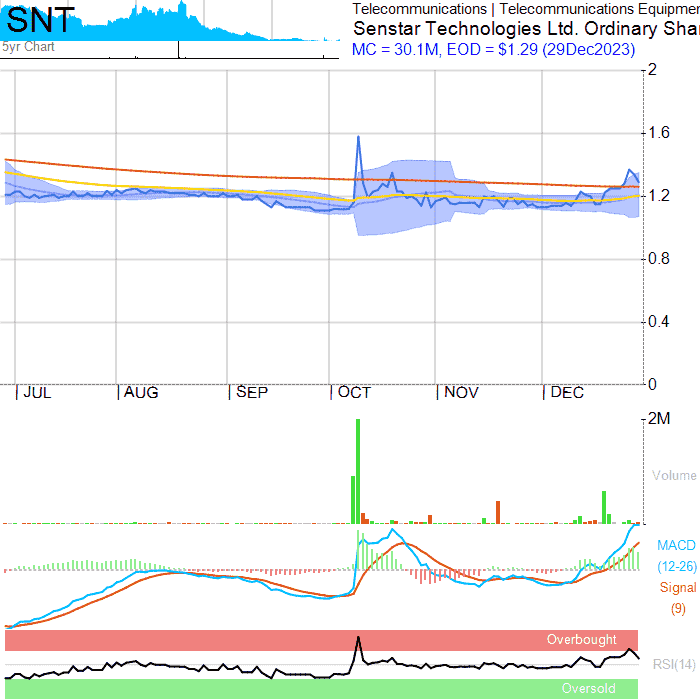 SNT
5yr Chart
Telecommunications | Telecommunications Equipmen
Senstar Technologies Ltd. Ordinary Shar
MC = 30.1M, EOD = $1.29 (29Dec2023)
2
1.6
1.2
0.8
0.4
0
JUL AUG SEP OCT NOV DEC
2M
Volume
MACD
(12-26)
Signal
(9)
Overbought
RSI(14)
Oversold